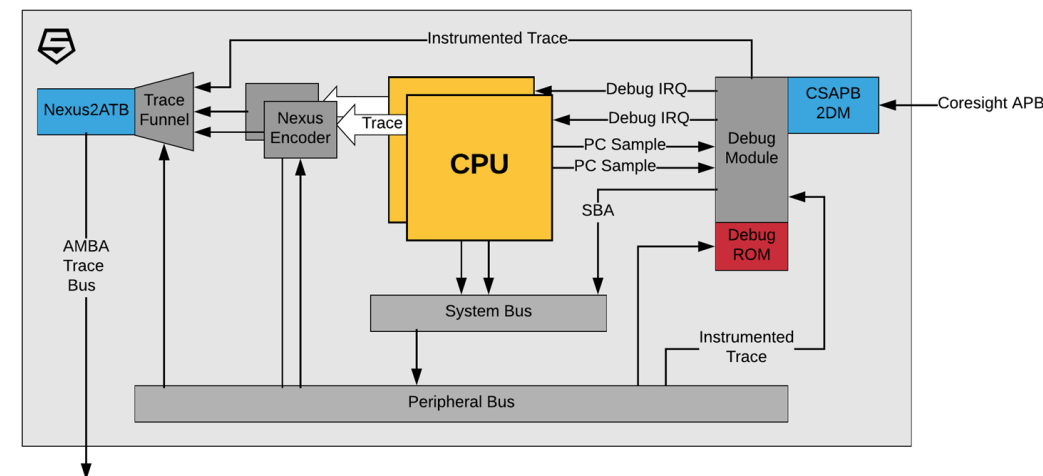 Instrumented Trace
Nexus2ATB
Trace
Funnel
Nexus
Encoder
Trace
CPU
Debug IRQ
Debug IRQ
PC Sample
PC Sample
SBA
Debug
Module
CSAPB
2DM
Coresight APB
Debug
ROM
AMBA
Trace
Bus
System Bus
Instrumented
Trace
Peripheral Bus